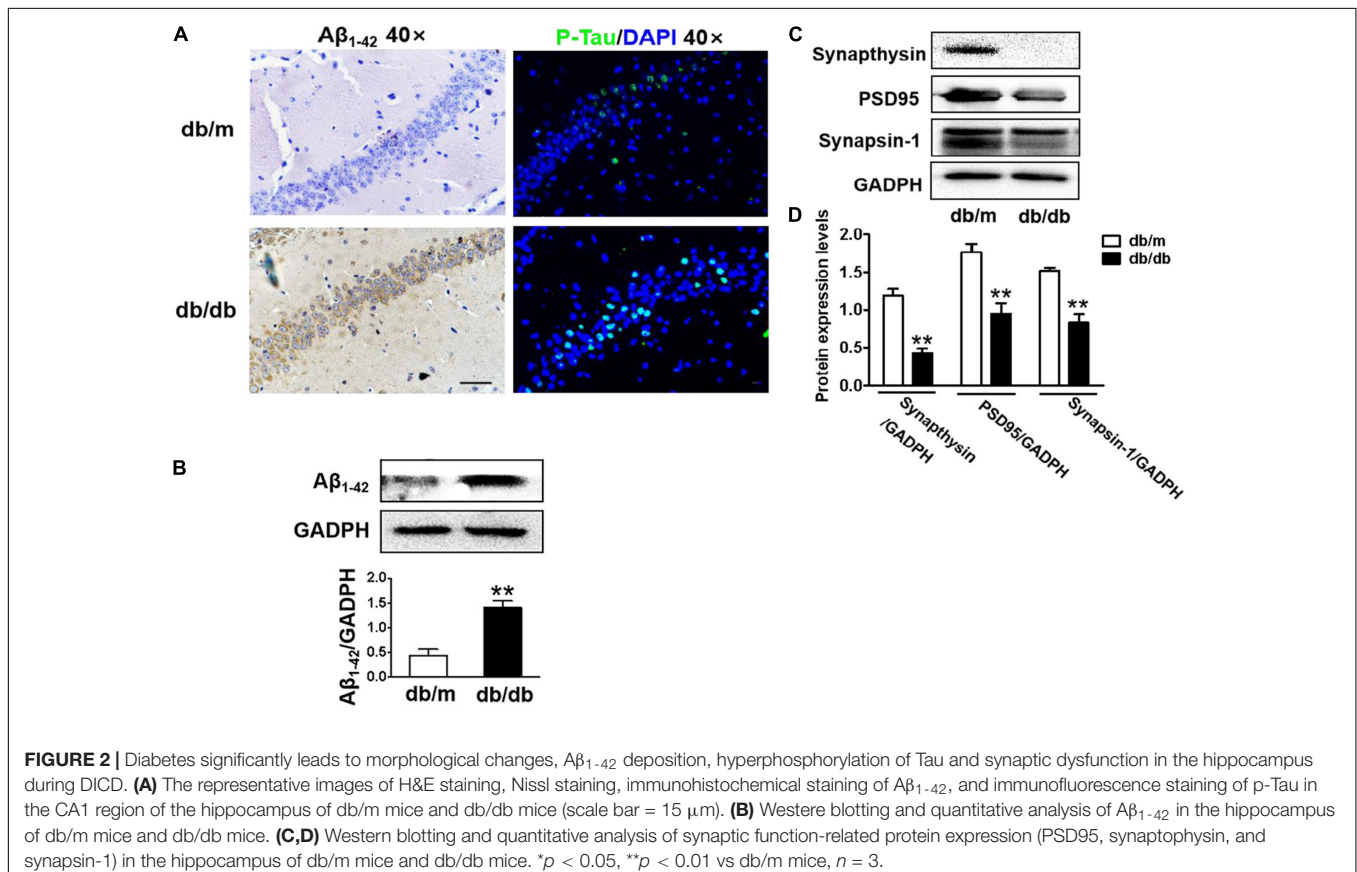 A
Aβ1-42 40×
P-Tau/DAPI 40×
db/m
db/db
B
Aβ1-42
GADPH
Aβ1-42/GADPH
2.0
1.5
1.0
0.5
0.0
**
db/m
db/db
C
Synapthysin
PSD95
Synapsin-1
GADPH
db/m
db/db
D
Protein expression levels
2.0
1.5
1.0
0.5
0.0
**
**
**
db/m
db/db
Synapthysin
/GADPH
PSD95/GADPH
Synapsin-1/GADPH
FIGURE 2 | Diabetes significantly leads to morphological changes, Aβ1-42 deposition, hyperphosphorylation of Tau and synaptic dysfunction in the hippocampus
during DICD. (A) The representative images of H&E staining, Nissl staining, immunohistochemical staining of Aβ1-42, and immunofluorescence staining of p-Tau in
the CA1 region of the hippocampus of db/m mice and db/db mice (scale bar = 15 μm). (B) Westere blotting and quantitative analysis of Aβ1-42 in the hippocampus
of db/m mice and db/db mice. (C,D) Western blotting and quantitative analysis of synaptic function-related protein expression (PSD95, synaptophysin, and
synapsin-1) in the hippocampus of db/m mice and db/db mice. *p < 0.05, **p < 0.01 vs db/m mice, n = 3.